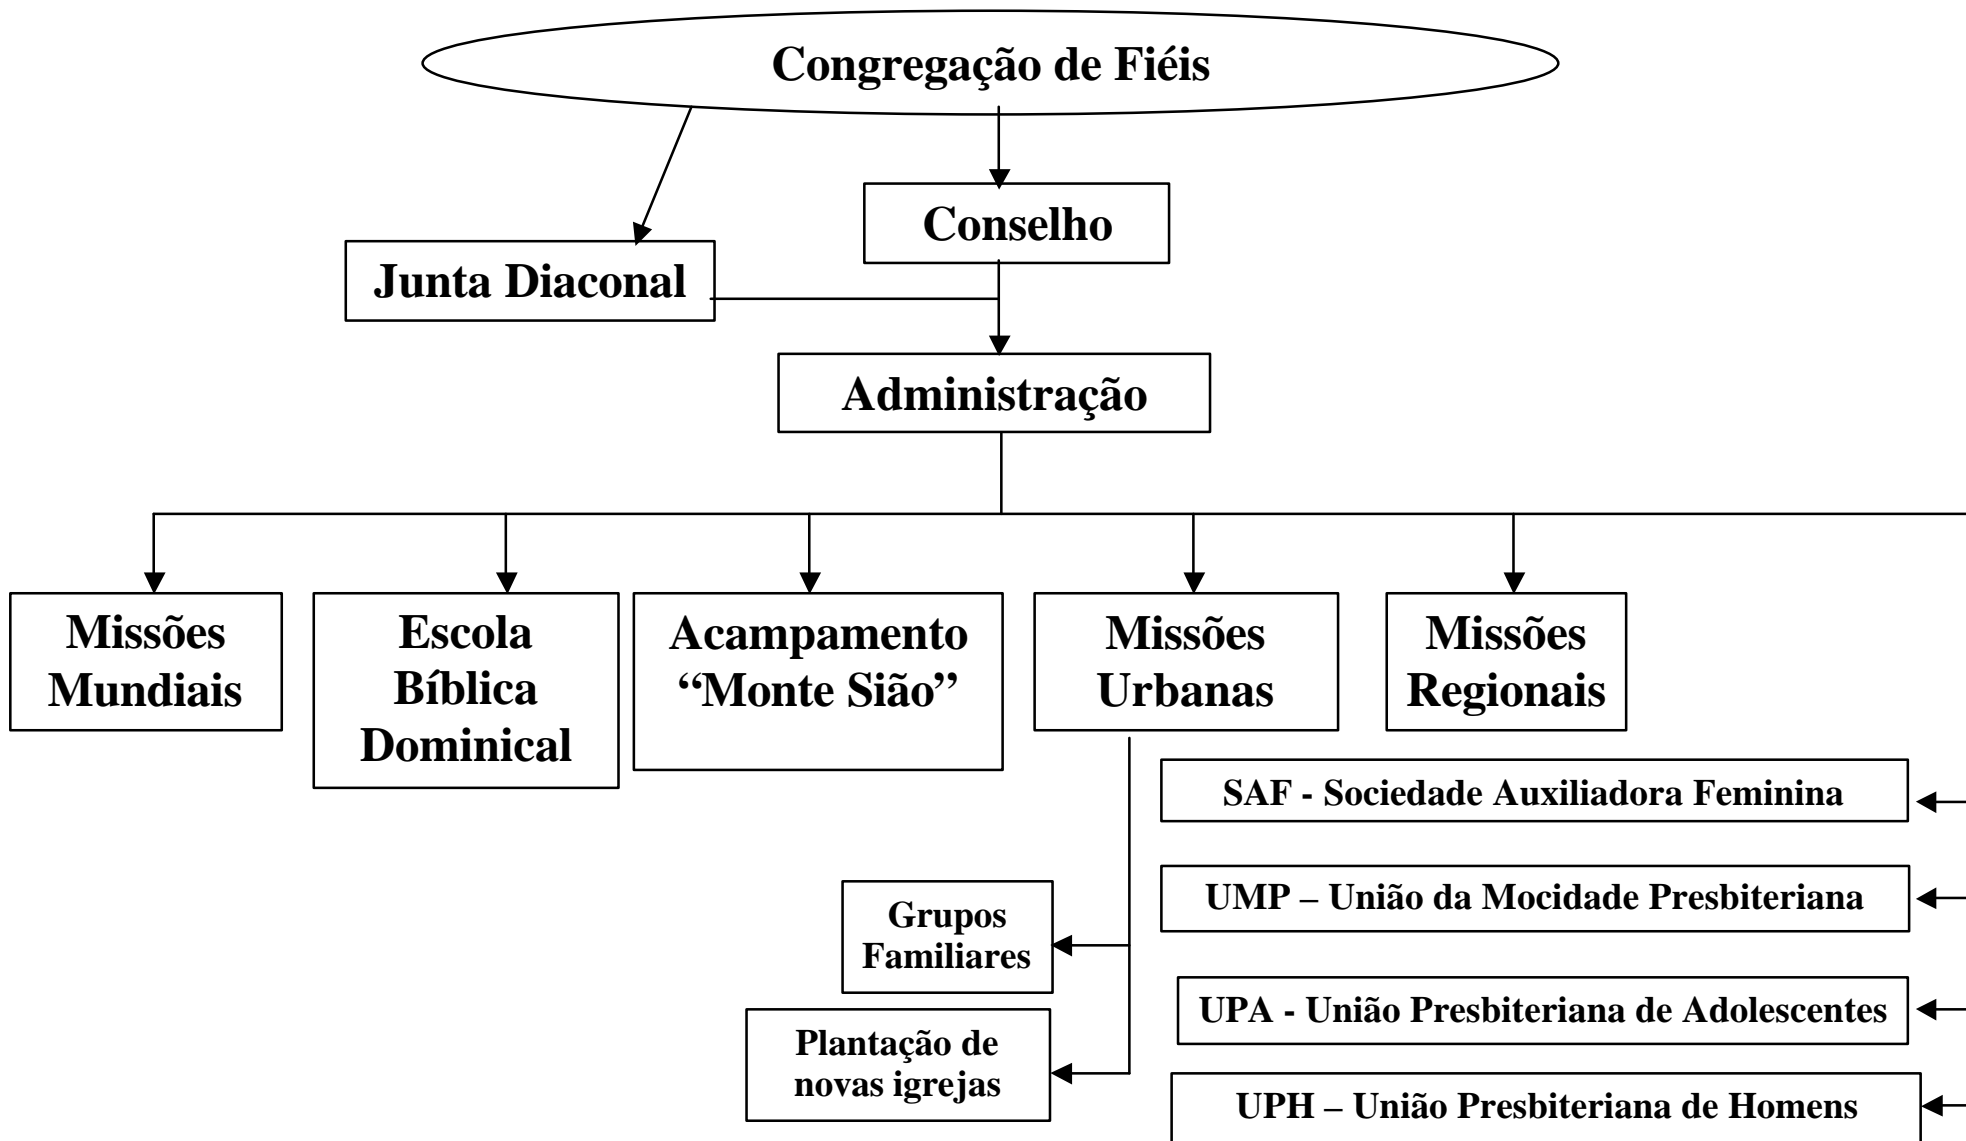 Congregação de Fiéis
Conselho
Junta Diaconal
Administração
Missões
Mundiais
Escola
Bíblica
Dominical
Acampamento
“Monte Sião”
Missões
Urbanas
Missões
Regionais
SAF - Sociedade Auxiliadora Feminina
UMP – União da Mocidade Presbiteriana
Grupos
Familiares
UPA - União Presbiteriana de Adolescentes
Plantação de
novas igrejas
UPH – União Presbiteriana de Homens